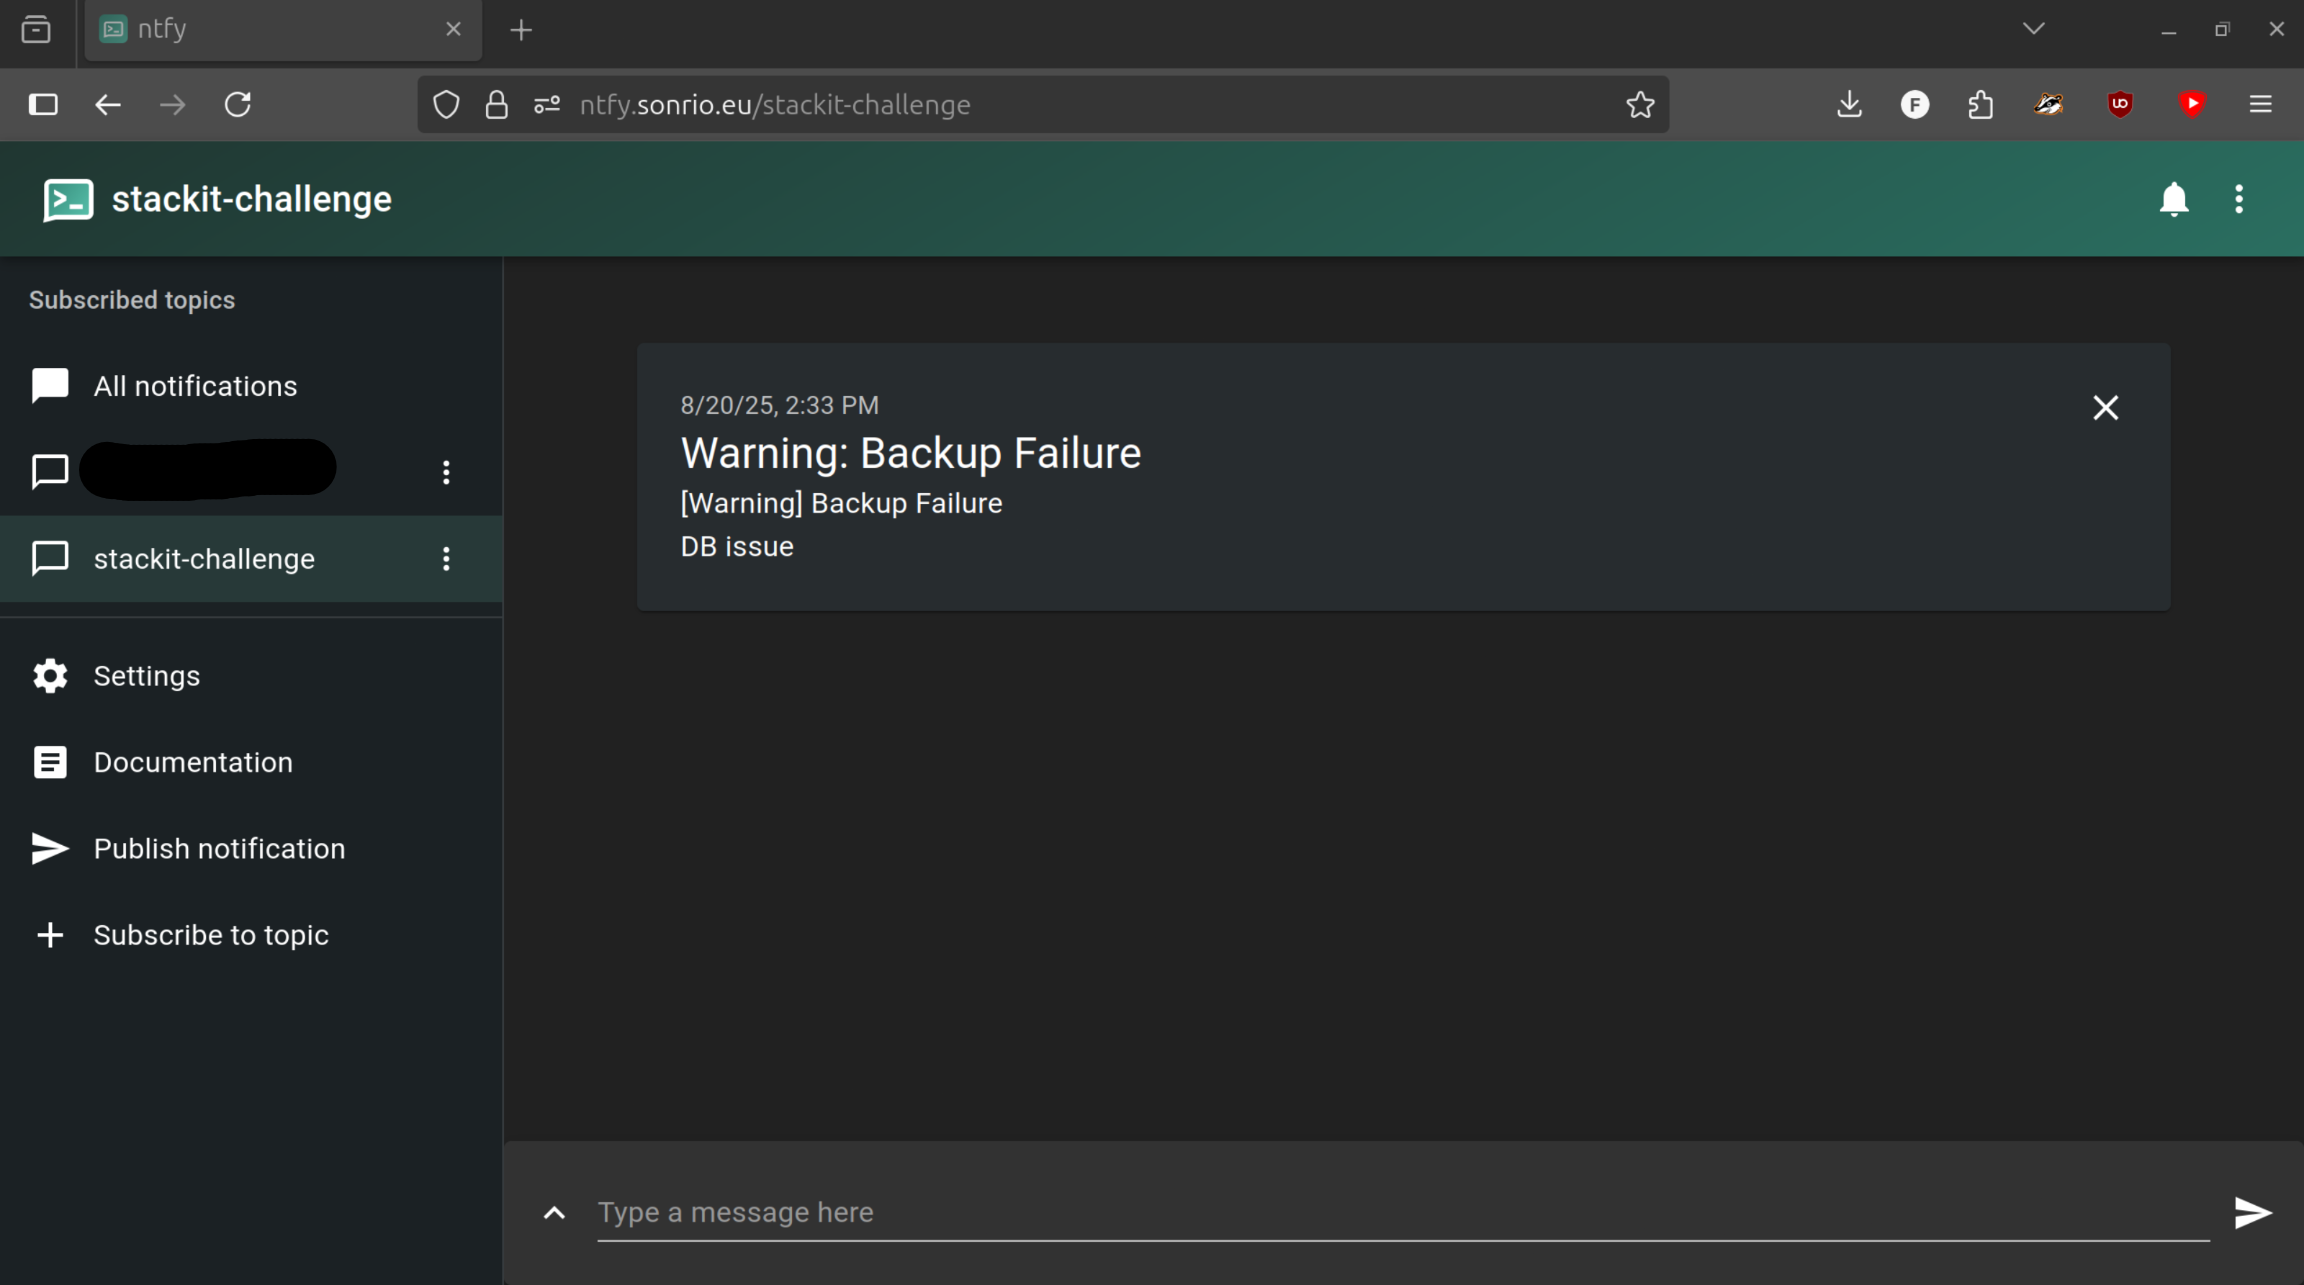 ntfy
ntfy.sonrio.eu/stackit-challenge
stackit-challenge
Subscribed topics
All notifications
stackit-challenge
Settings
Documentation
Publish notification
Subscribe to topic
8/20/25, 2:33 PM
Warning: Backup Failure
[Warning] Backup Failure
DB issue
Type a message here